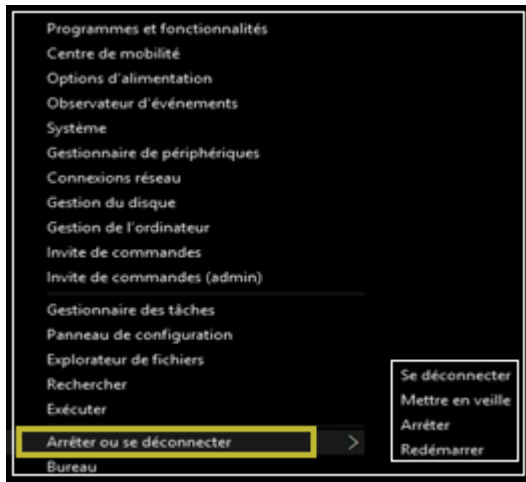 Programmes et fonctionnalités
Centre de mobilité
Options d'alimentation
Observateur d'événements
Système
Gestionnaire de périphériques
Connexions réseau
Gestion du disque
Gestion de l'ordinateur
Invite de commandes
Invite de commandes (admin)
Gestionnaire des tâches
Panneau de configuration
Explorateur de fichiers
Rechercher
Exécuter
Arrêter ou se déconnecter >
Bureau
Se déconnecter
Mettre en veille
Arrêter
Redémarrer